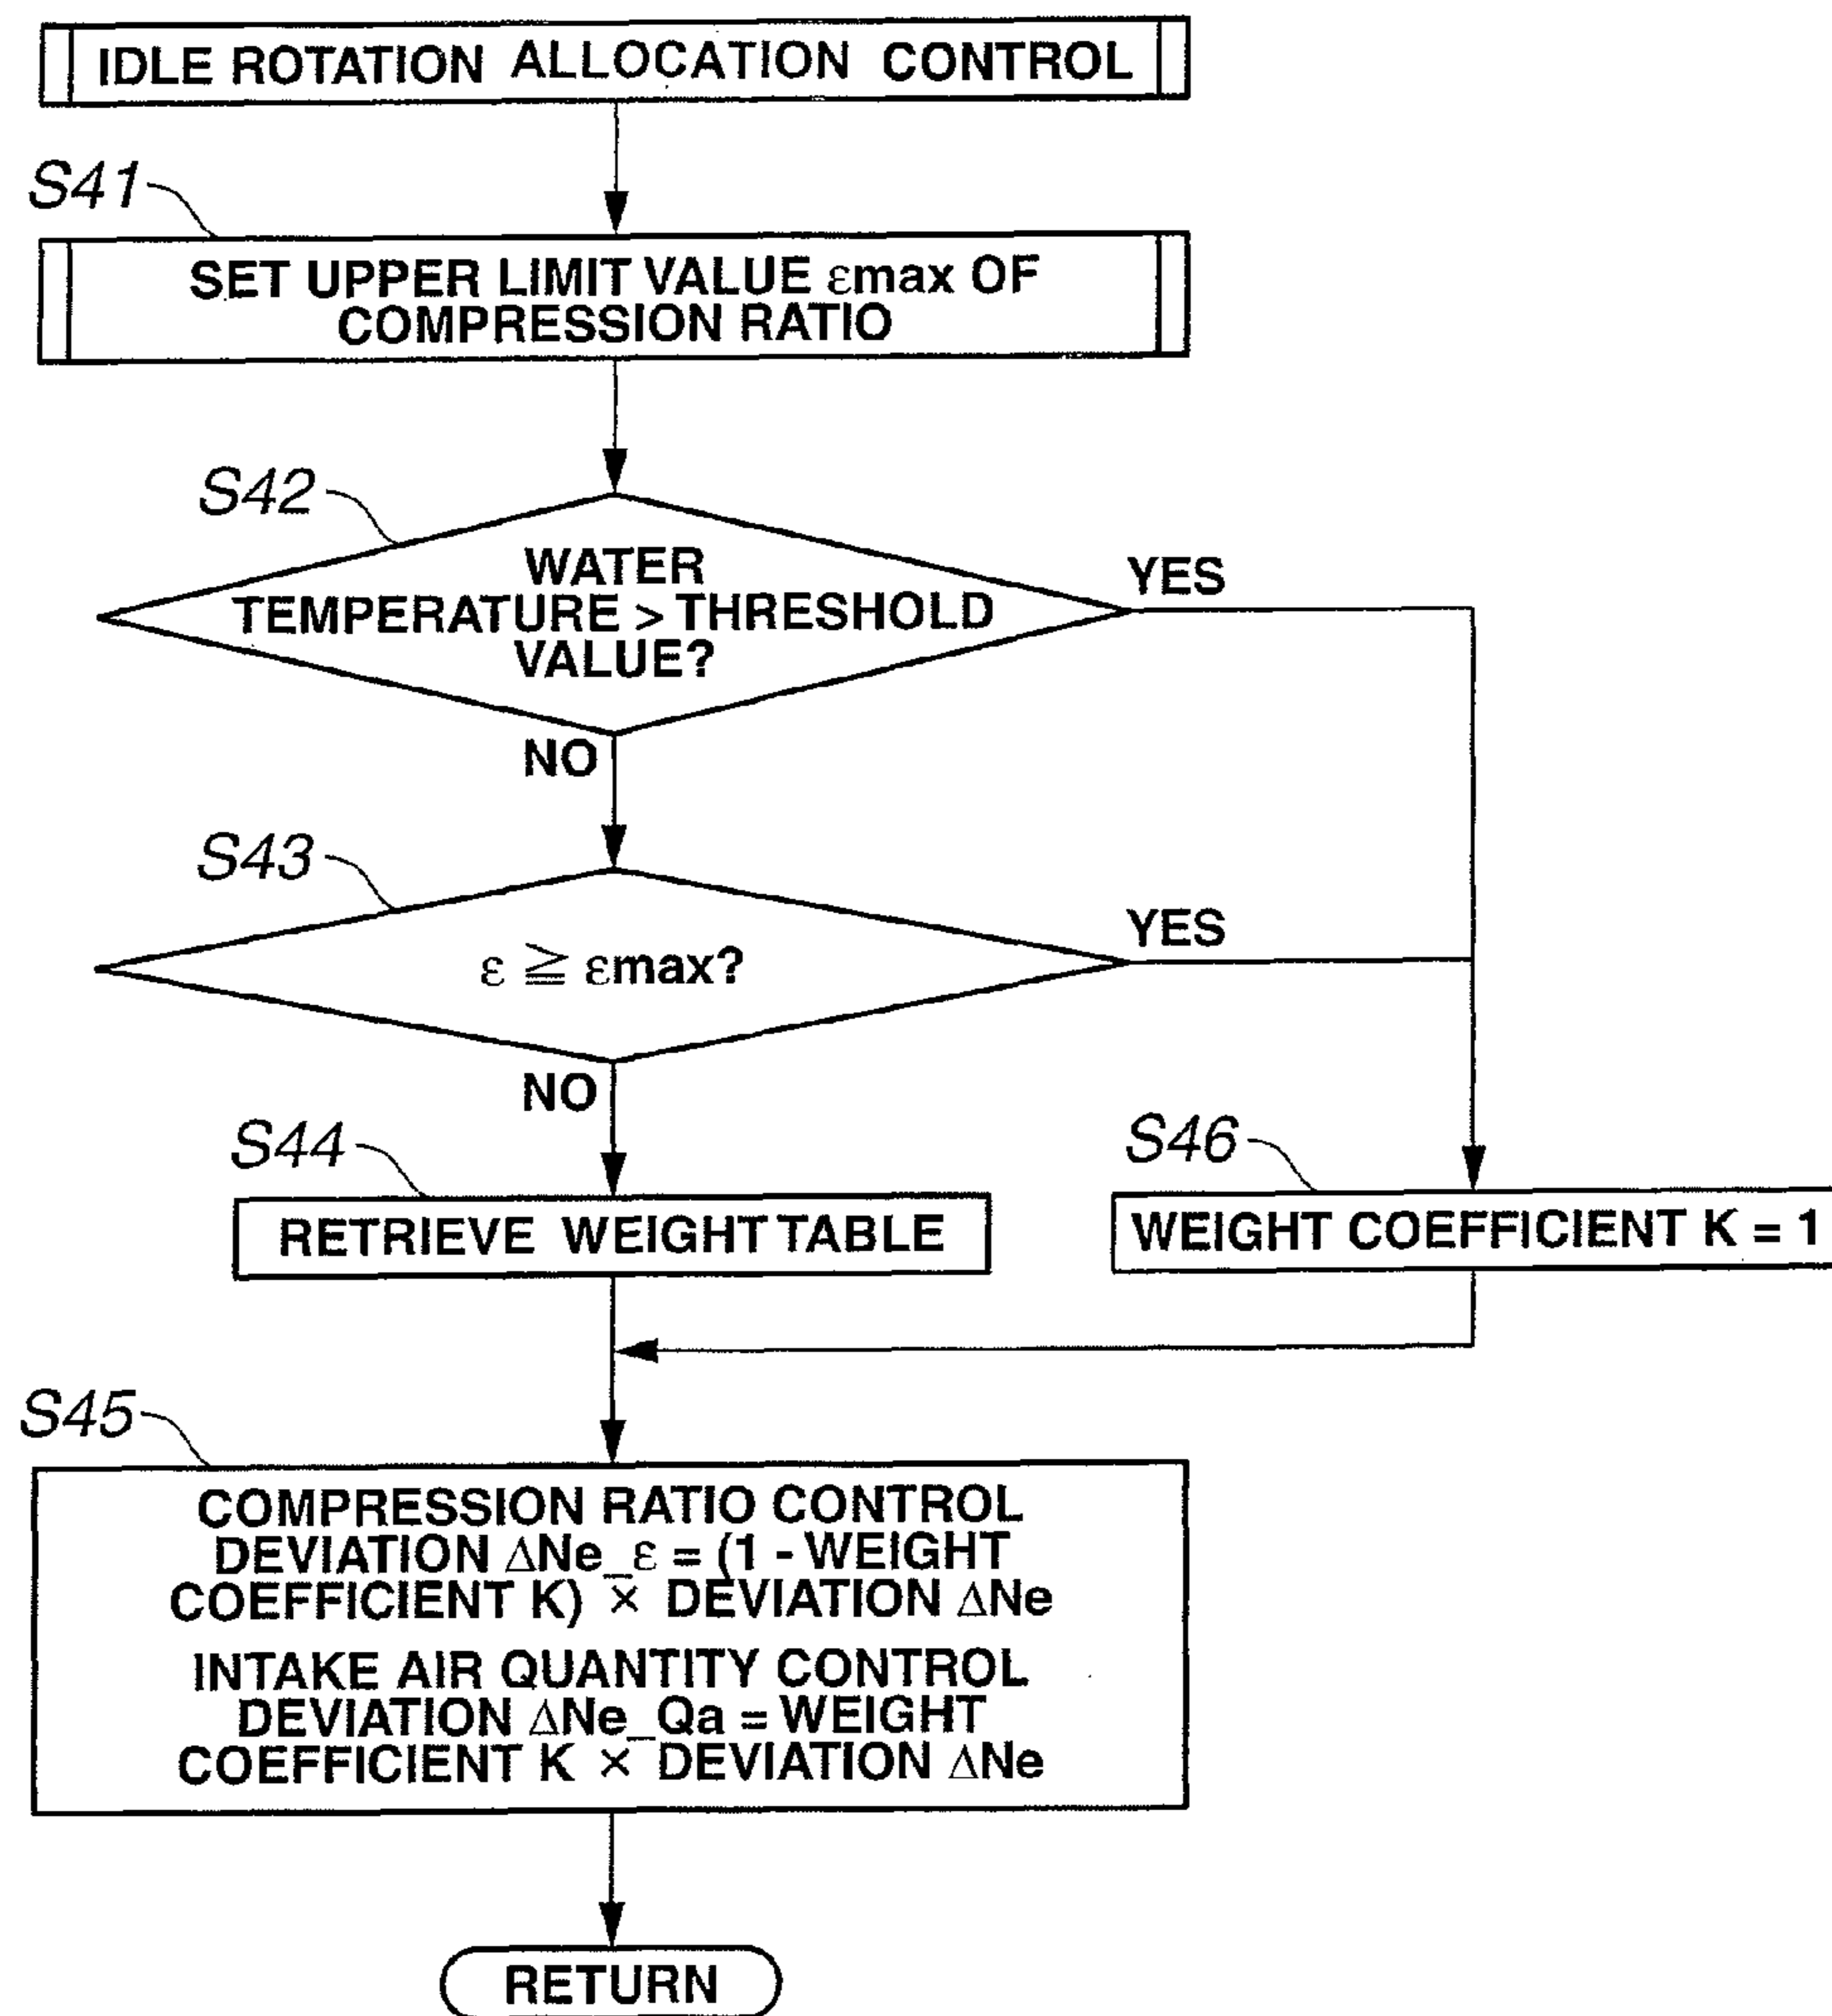 IDLE ROTATION ALLOCATION CONTROL
S41
SET UPPER LIMIT VALUE εmax OF
COMPRESSION RATIO
S42
WATER
TEMPERATURE > THRESHOLD
VALUE?
YES
NO
S43
ε ≧ εmax?
YES
NO
S44
RETRIEVE WEIGHT TABLE
S46
WEIGHT COEFFICIENT K = 1
S45
COMPRESSION RATIO CONTROL
DEVIATION ΔNe_ε = (1 - WEIGHT
COEFFICIENT K) × DEVIATION ΔNe
INTAKE AIR QUANTITY CONTROL
DEVIATION ΔNe_Qa = WEIGHT
COEFFICIENT K × DEVIATION ΔNe
RETURN